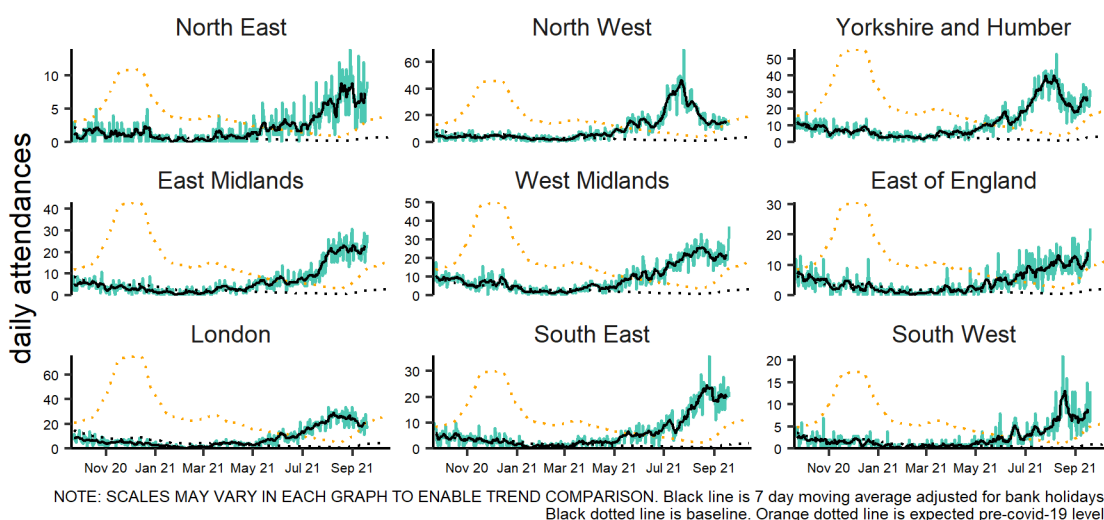 North East
North West
Yorkshire and Humber
10
5
0
60
40
20
0
50
40
30
20
10
0
East Midlands
West Midlands
East of England
40
30
20
10
0
50
40
30
20
10
0
30
20
10
0
daily attendances
London
South East
South West
60
40
20
0
30
20
10
0
20
15
10
5
0
Nov 20 Jan 21 Mar 21 May 21 Jul 21 Sep 21
Nov 20 Jan 21 Mar 21 May 21 Jul 21 Sep 21
Nov 20 Jan 21 Mar 21 May 21 Jul 21 Sep 21
NOTE: SCALES MAY VARY IN EACH GRAPH TO ENABLE TREND COMPARISON. Black line is 7 day moving average adjusted for bank holidays
Black dotted line is baseline. Orange dotted line is expected pre-covid-19 level